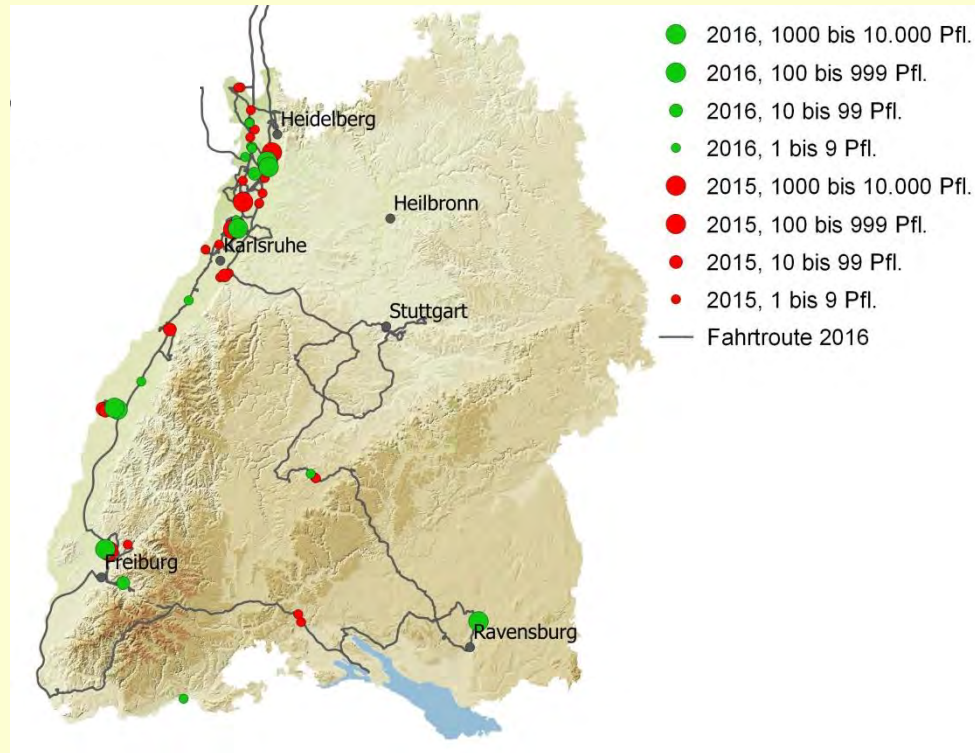 2016, 1000 bis 10.000 Pfl.
2016, 100 bis 999 Pfl.
2016, 10 bis 99 Pfl.
2016, 1 bis 9 Pfl.
2015, 1000 bis 10.000 Pfl.
2015, 100 bis 999 Pfl.
2015, 10 bis 99 Pfl.
2015, 1 bis 9 Pfl.
Fahrtroute 2016
Heidelberg
Heilbronn
Karlsruhe
Stuttgart
Freiburg
Ravensburg